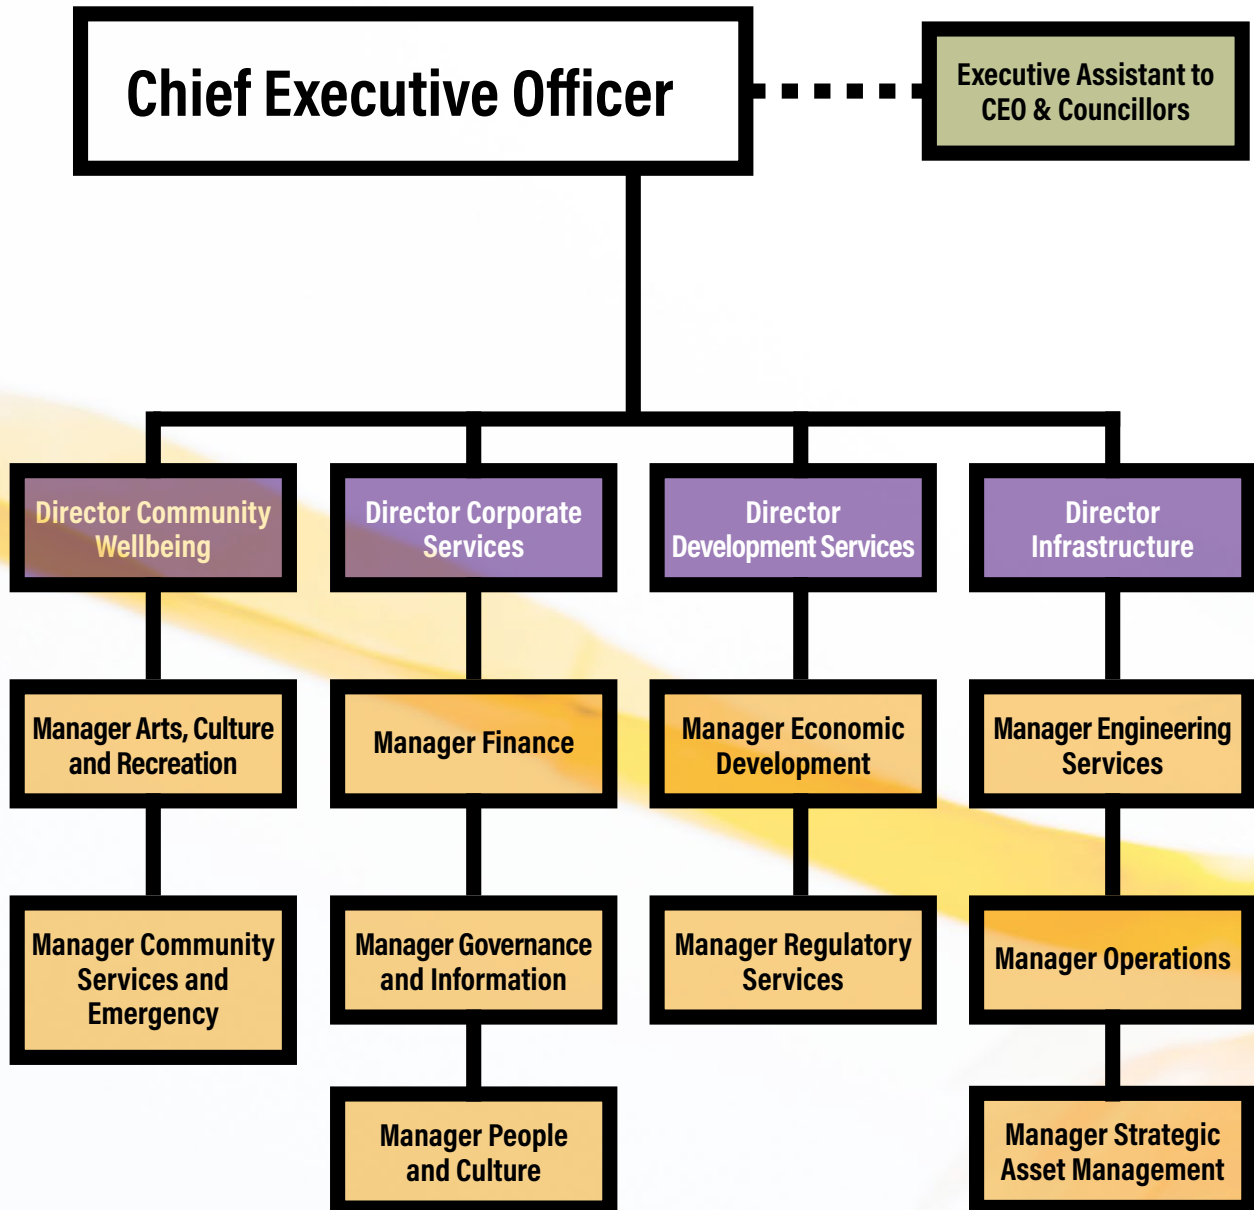 Chief Executive Officer
Executive Assistant to
CEO & Councillors
Director Community
Wellbeing
Director Corporate
Services
Director
Development Services
Director
Infrastructure
Manager Arts, Culture
and Recreation
Manager Finance
Manager Economic
Development
Manager Engineering
Services
Manager Community
Services and
Emergency
Manager Governance
and Information
Manager Regulatory
Services
Manager Operations
Manager People
and Culture
Manager Strategic
Asset Management